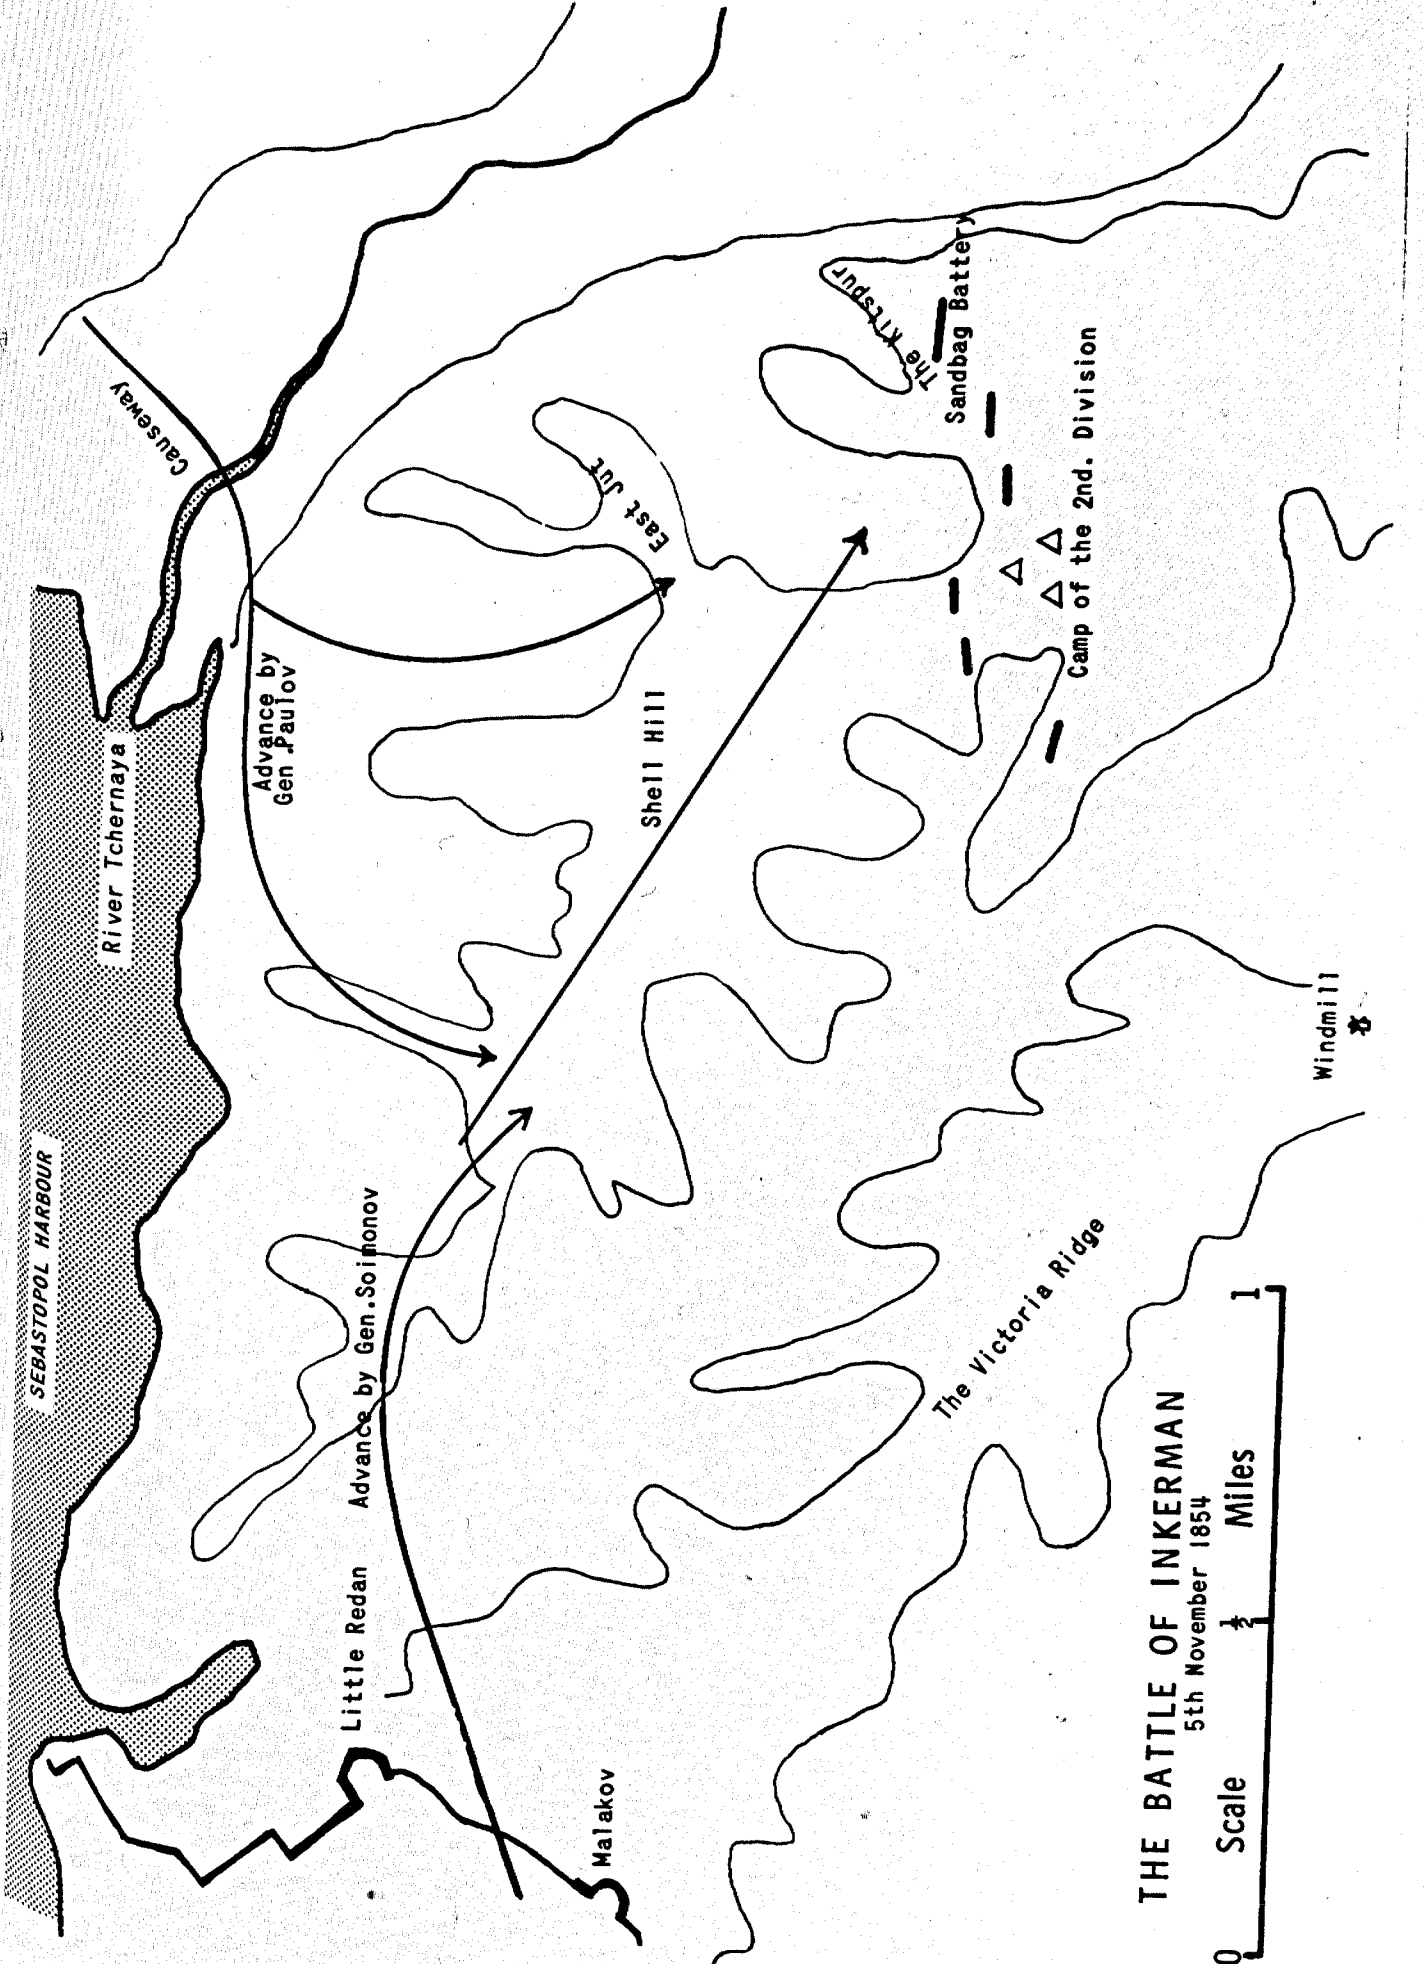 SEBASTOPOL HARBOUR
River Tchernaya
Causeway
Advance by
Gen.Paulov
Advance by Gen.Soimonov
Little Redan
Malakov
East Jut
Shell Hill
The Kitspur
Sandbag Battery
Camp of the 2nd. Division
The Victoria Ridge
Windmill
THE BATTLE OF INKERMAN
5th November 1854
Scale Miles
0 ½ 1